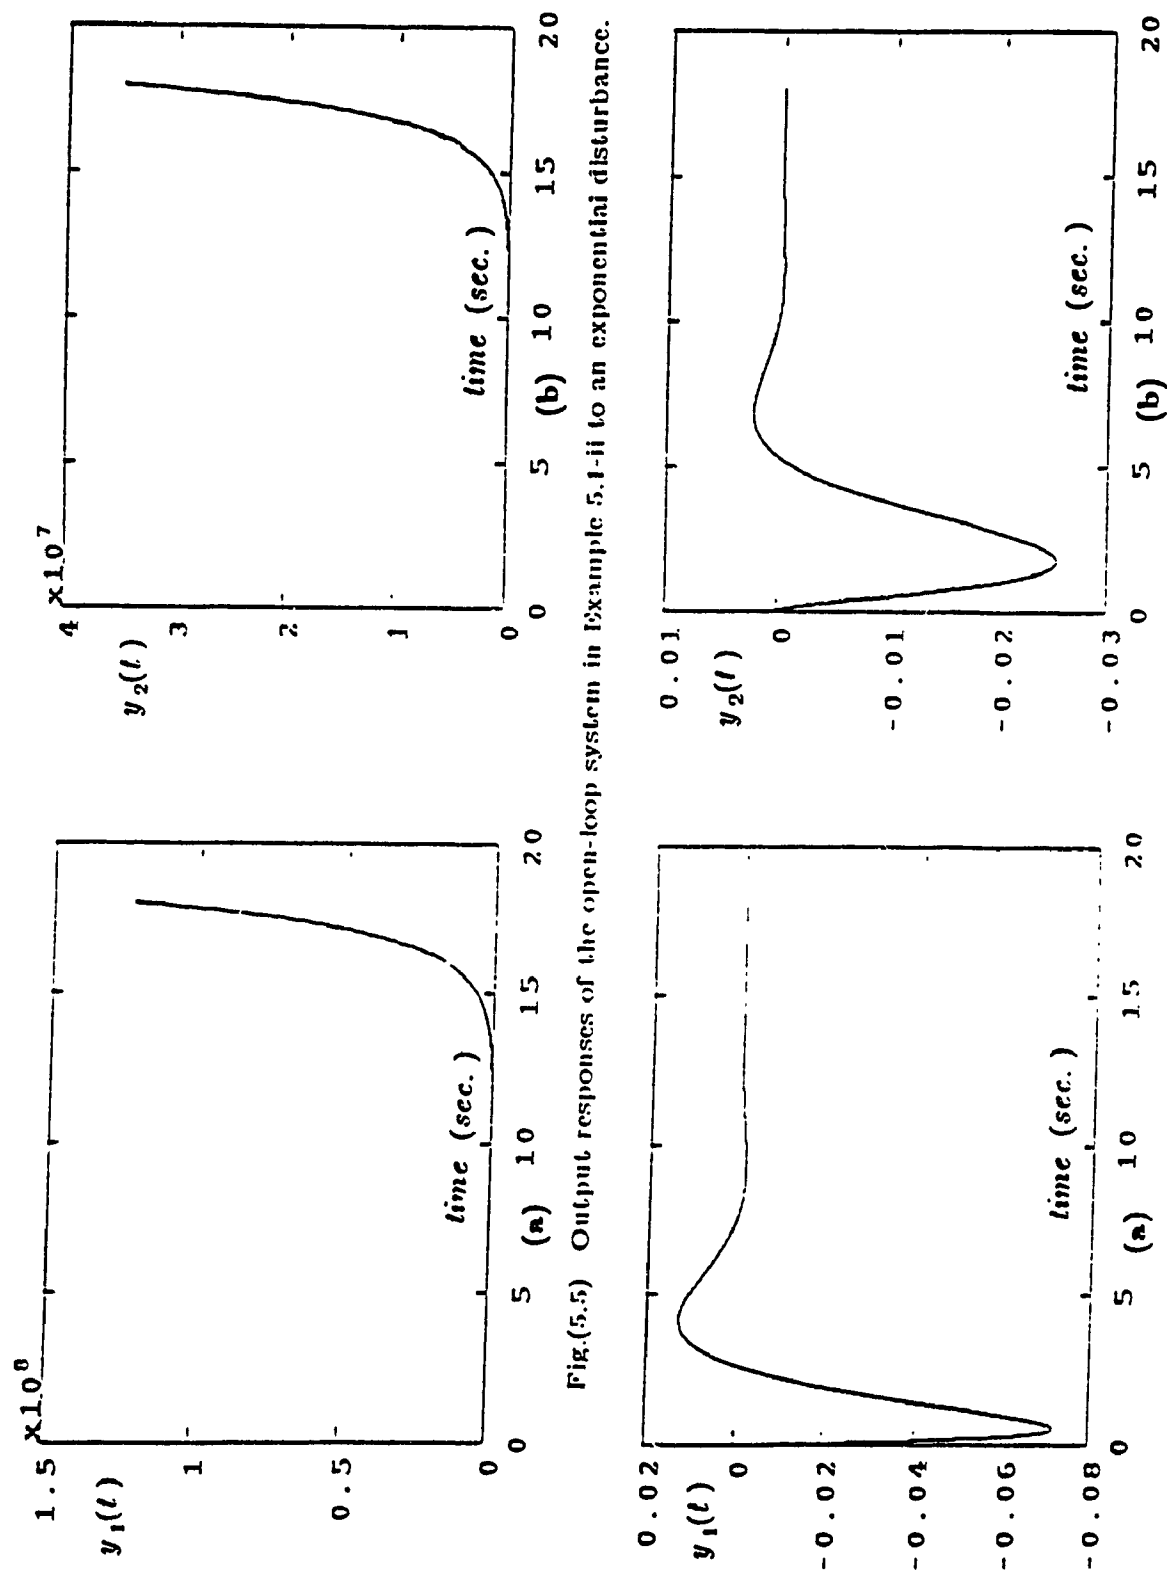 ×10⁸
1.5
y₁(t)
1
0.5
0
0 5 10 15 20
time (sec.)
(a)
×10⁷
4
y₂(t)
3
2
1
0
0 5 10 15 20
time (sec.)
(b)
Fig.(5.5) Output responses of the open-loop system in Example 5.1-ii to an exponential disturbance.
0.02
y₁(t)
0
-0.02
-0.04
-0.06
-0.08
0 5 10 15 20
time (sec.)
(a)
0.01
y₂(t)
0
-0.01
-0.02
-0.03
0 5 10 15 20
time (sec.)
(b)